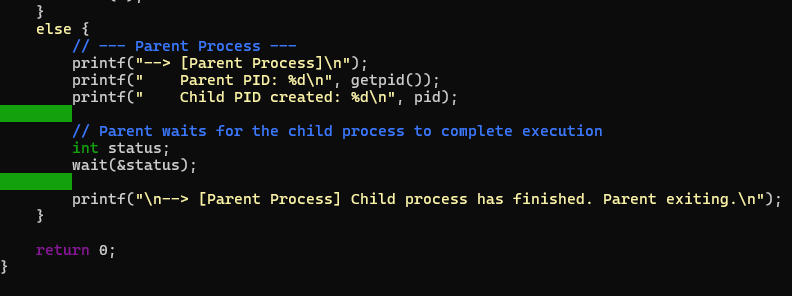 }
    else {
        // --- Parent Process ---
        printf("--> [Parent Process]\n");
        printf("    Parent PID: %d\n", getpid());
        printf("    Child PID created: %d\n", pid);

        // Parent waits for the child process to complete execution
        int status;
        wait(&status);

        printf("\n--> [Parent Process] Child process has finished. Parent exiting.\n");
    }

    return 0;
}